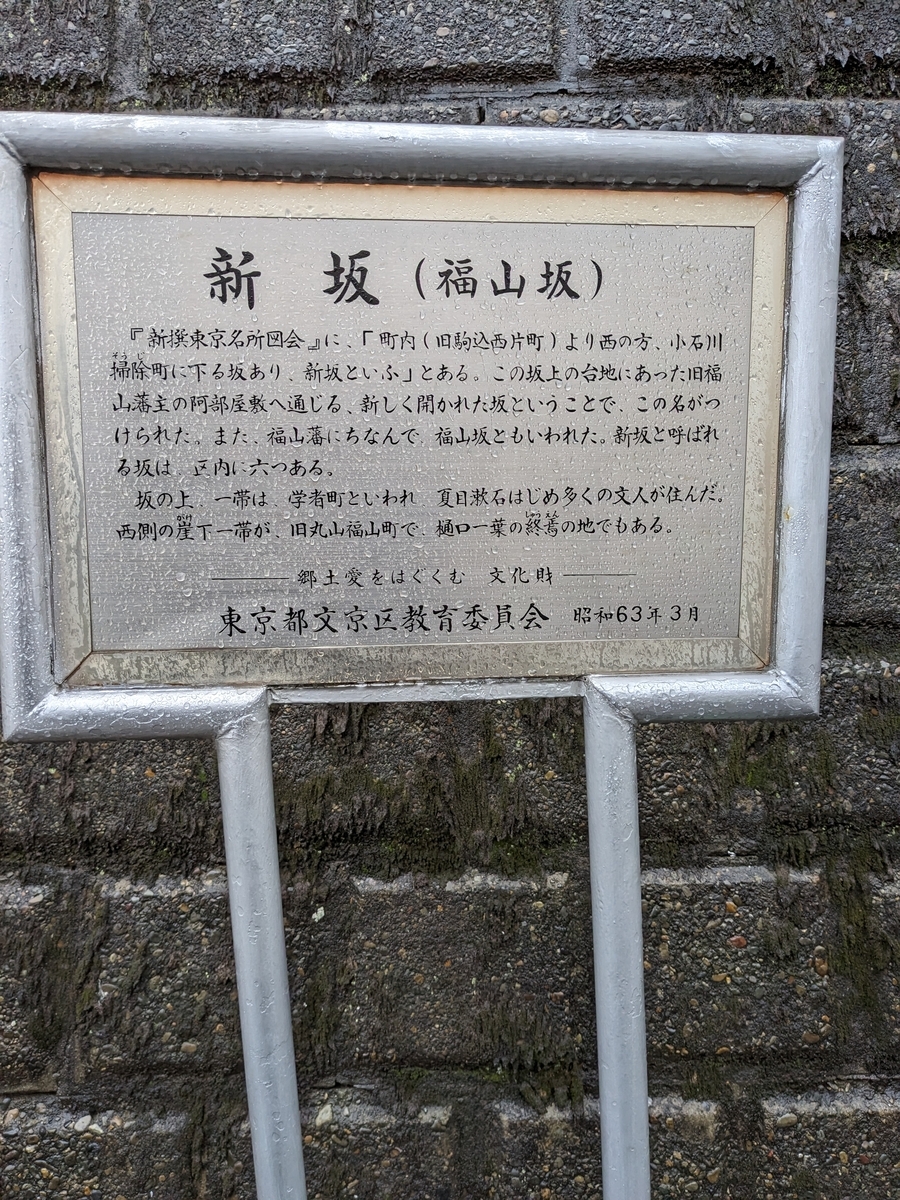 新 坂(福山坂)
『新撰東京名所図会』に、「町内(旧駒込西片町)より西の方、小石川
そうじ
掃除町に下る坂あり、新坂といふ」とある。この坂上の台地にあった旧福
山藩主の阿部屋敷へ通じる、新しく開かれた坂ということで、この名がつ
けられた。また、福山藩にちなんで、福山坂ともいわれた。新坂と呼ばれ
る坂は、区内に六つある。
坂の上、一帯は、学者町といわれ、夏目漱石はじめ多くの文人が住んだ。
がけ しゅうえん
西側の崖下一帯が、旧丸山福山町で、樋口一葉の終焉の地でもある。
郷土愛をはぐくむ 文化財
東京都文京区教育委員会 昭和63年3月